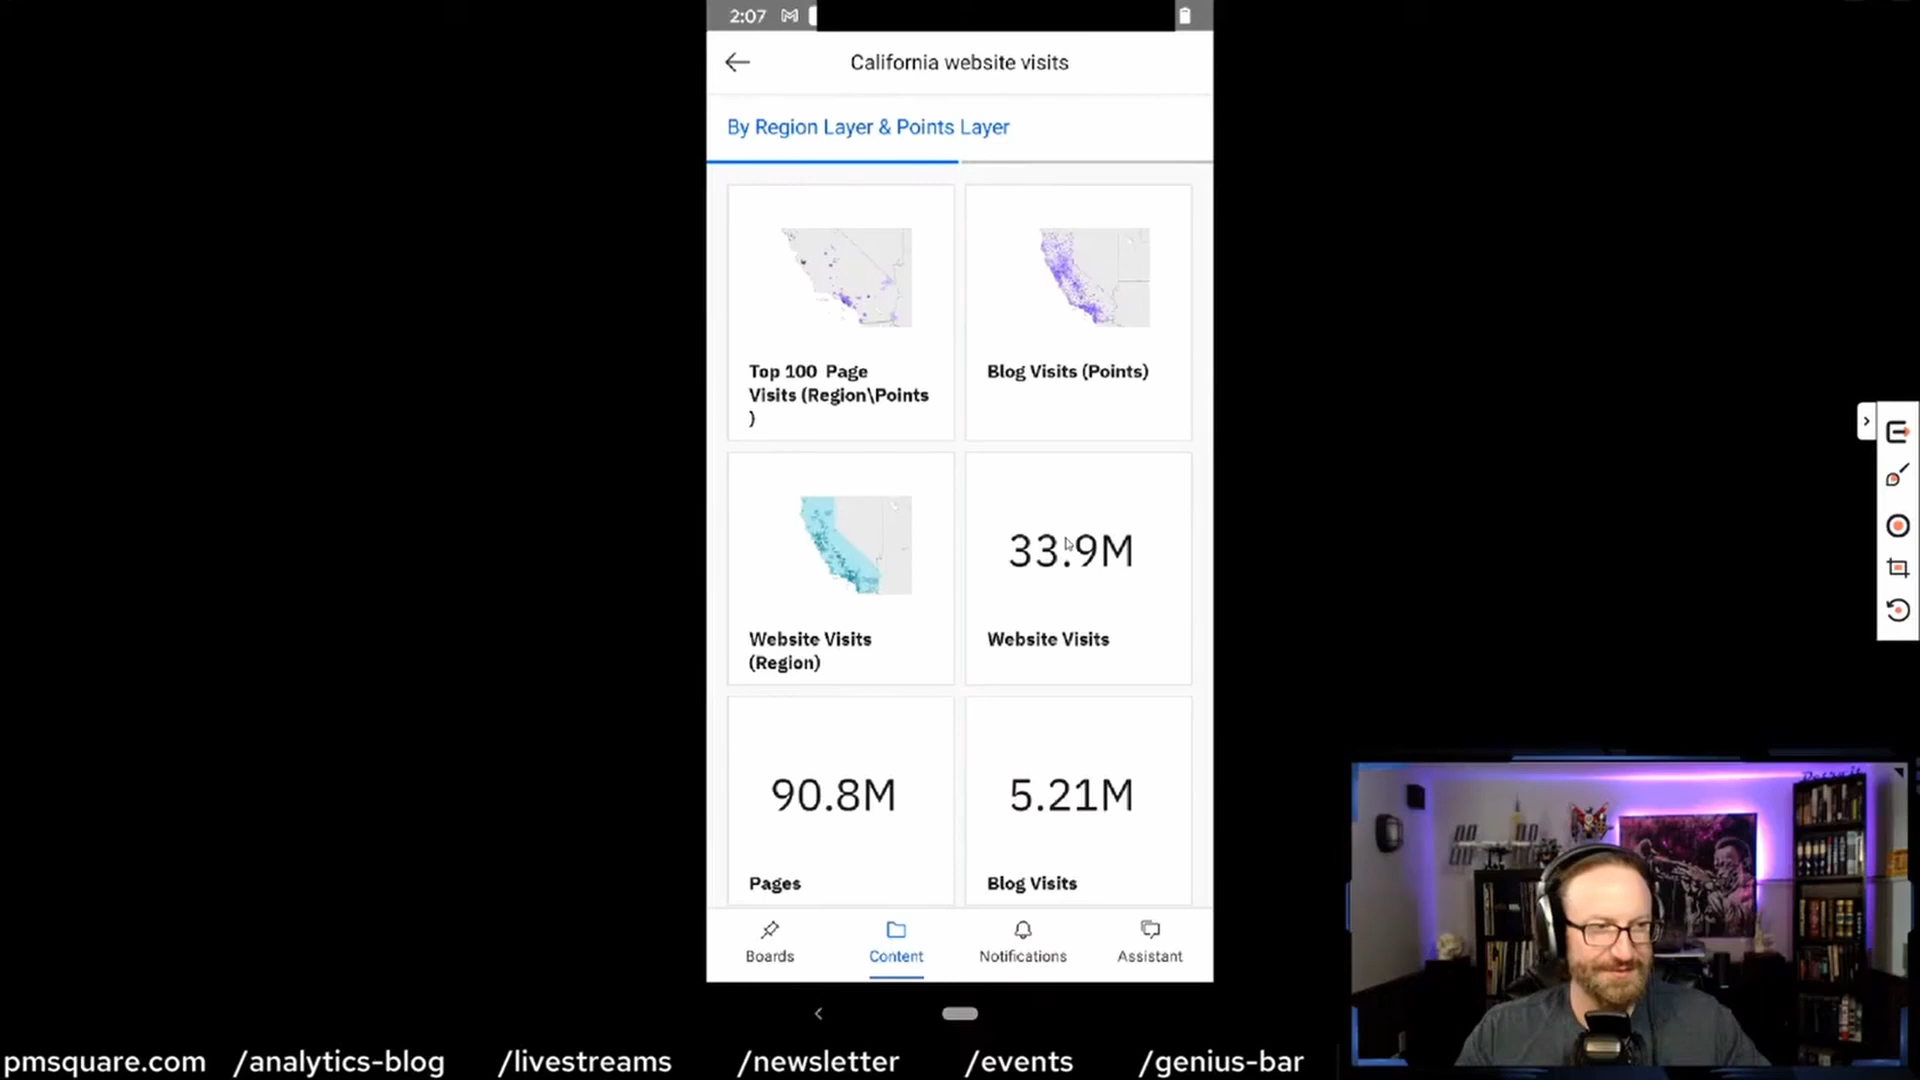 2:07
California website visits
By Region Layer & Points Layer
Top 100 Page
Visits (Region\Points
)
Blog Visits (Points)
Website Visits
(Region)
33.9M
Website Visits
90.8M
Pages
5.21M
Blog Visits
Boards
Content
Notifications
Assistant
pmsquare.com /analytics-blog /livestreams /newsletter /events /genius-bar